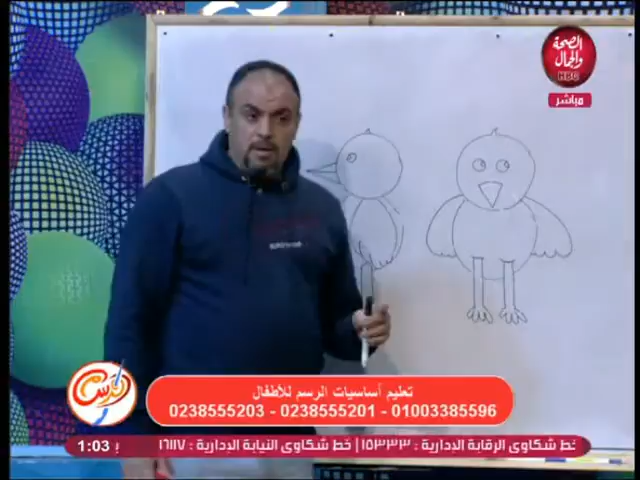 الصحة
والجمال
HBC
مباشر
تعليم أساسيات الرسم للأطفال
0238555203 - 0238555201 - 01003385596
1:03
خط شكاوى الرقابة الإدارية : ١٥٣٣٣ | خط شكاوى النيابة الإدارية : ١٦١١٧